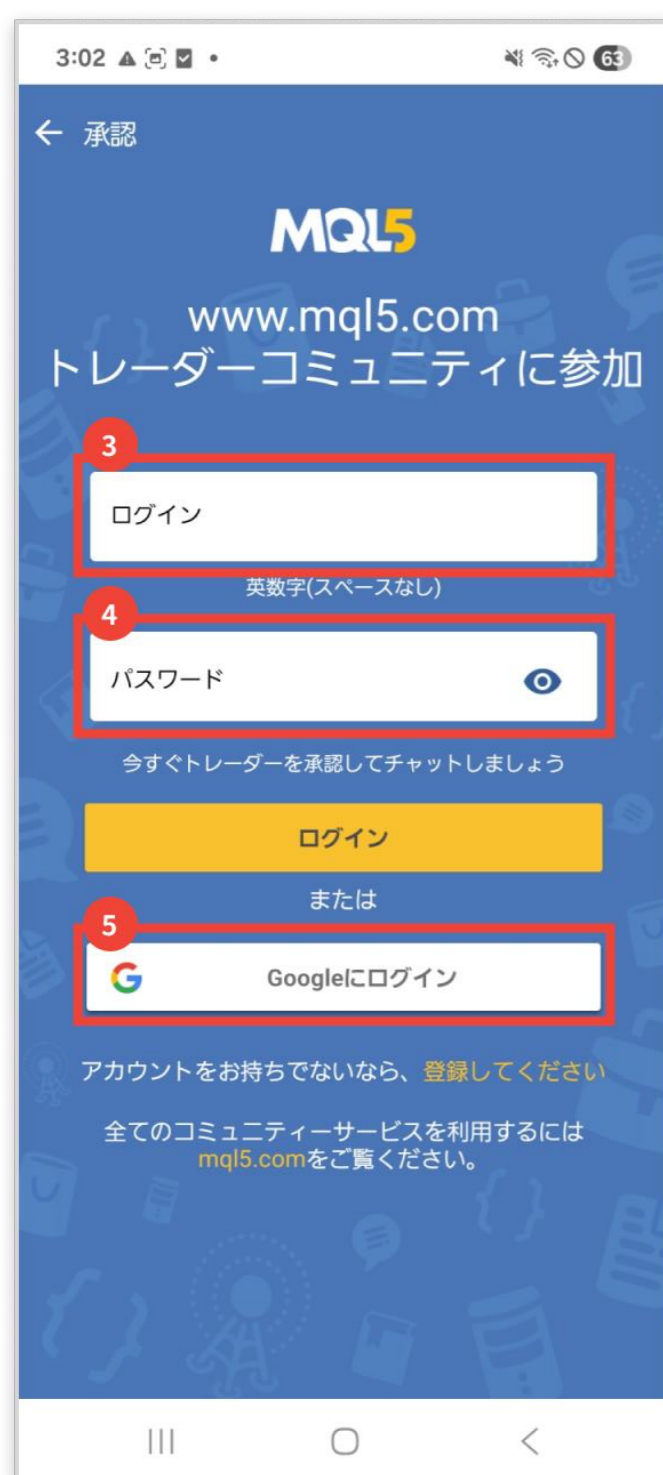 3:02
63
承認
MQL5
www.mql5.com
トレーダーコミュニティに参加
3
ログイン
英数字(スペースなし)
4
パスワード
今すぐトレーダーを承認してチャットしましょう
ログイン
または
5
Googleにログイン
アカウントをお持ちでないなら、登録してください
全てのコミュニティーサービスを利用するには
mql5.comをご覧ください。